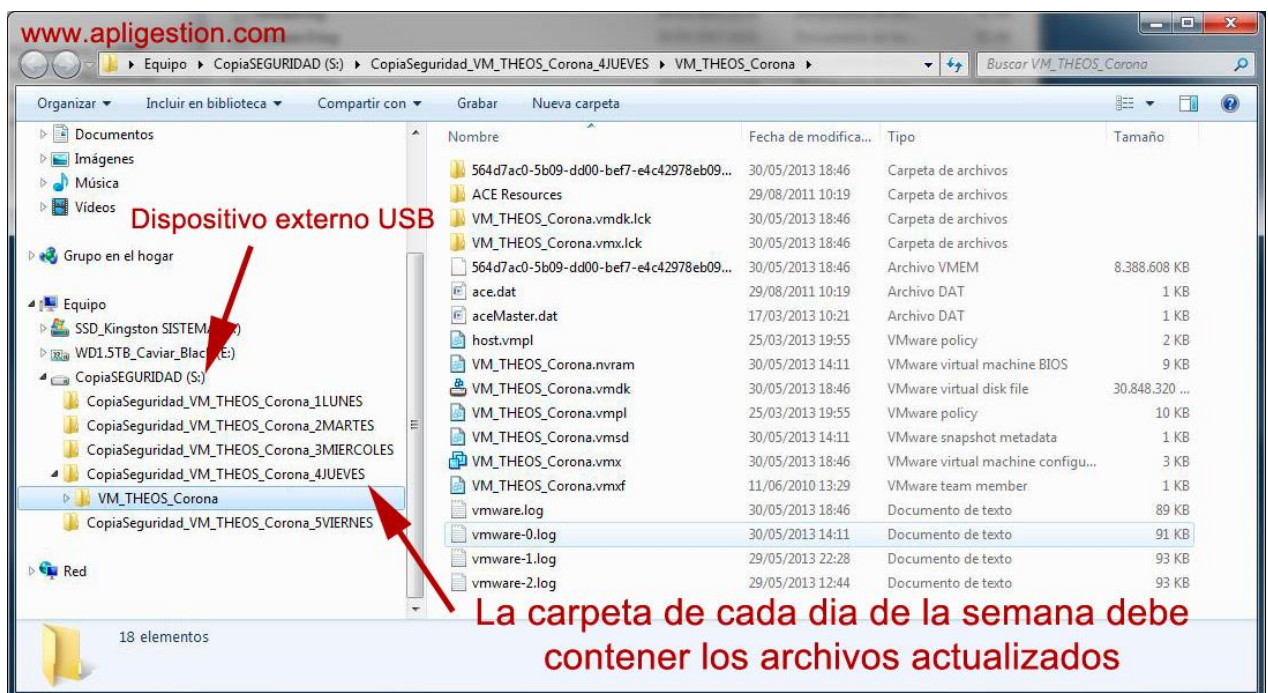 www.apligestion.com
Equipo CopiaSEGURIDAD (S:) CopiaSeguridad_VM_THEOS_Corona_4JUEVES VM_THEOS_Corona Buscar VM_THEOS_Corona
Organizar Incluir en biblioteca Compartir con Grabar Nueva carpeta
Documentos
Imágenes
Música
Vídeos
Dispositivo externo USB
Grupo en el hogar
Equipo
SSD_Kingston SISTEMA
WD1.5TB_Caviar_Black (E:)
CopiaSEGURIDAD (S:)
CopiaSeguridad_VM_THEOS_Corona_1LUNES
CopiaSeguridad_VM_THEOS_Corona_2MARTES
CopiaSeguridad_VM_THEOS_Corona_3MIERCOLES
CopiaSeguridad_VM_THEOS_Corona_4JUEVES
VM_THEOS_Corona
CopiaSeguridad_VM_THEOS_Corona_5VIERNES
Red
Nombre Fecha de modifica... Tipo Tamaño
564d7ac0-5b09-dd00-bef7-e4c42978eb09... 30/05/2013 18:46 Carpeta de archivos
ACE Resources 29/08/2011 10:19 Carpeta de archivos
VM_THEOS_Corona.vmdk.lck 30/05/2013 18:46 Carpeta de archivos
VM_THEOS_Corona.vmx.lck 30/05/2013 18:46 Carpeta de archivos
564d7ac0-5b09-dd00-bef7-e4c42978eb09... 30/05/2013 18:46 Archivo VMEM 8.388.608 KB
ace.dat 29/08/2011 10:19 Archivo DAT 1 KB
aceMaster.dat 17/03/2013 10:21 Archivo DAT 1 KB
host.vmpl 25/03/2013 19:55 VMware policy 2 KB
VM_THEOS_Corona.nvram 30/05/2013 14:11 VMware virtual machine BIOS 9 KB
VM_THEOS_Corona.vmdk 30/05/2013 18:46 VMware virtual disk file 30.848.320 ...
VM_THEOS_Corona.vmpl 25/03/2013 19:55 VMware policy 10 KB
VM_THEOS_Corona.vmsd 30/05/2013 14:11 VMware snapshot metadata 1 KB
VM_THEOS_Corona.vmx 30/05/2013 18:46 VMware virtual machine configu... 3 KB
VM_THEOS_Corona.vmxf 11/06/2010 13:29 VMware team member 1 KB
vmware.log 30/05/2013 18:46 Documento de texto 89 KB
vmware-0.log 30/05/2013 14:11 Documento de texto 91 KB
vmware-1.log 29/05/2013 22:28 Documento de texto 93 KB
vmware-2.log 29/05/2013 12:44 Documento de texto 93 KB
La carpeta de cada dia de la semana debe
contener los archivos actualizados
18 elementos